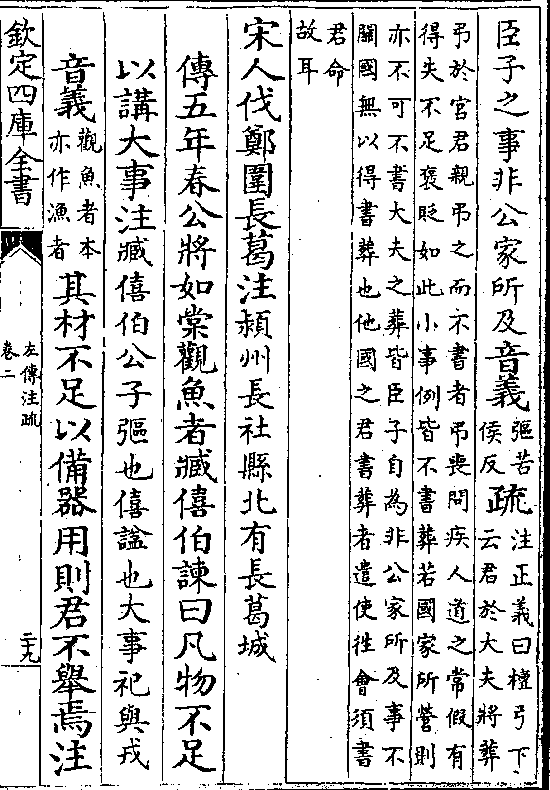 臣子之事非公家所及音義彄苦侯反疏注正義曰檀弓下云君於大夫將葬
弔於宮君親弔之而不書者弔喪問疾人道之常假有
得失不足褒貶如此小事例皆不書葬若國家所營則
亦不可不書大夫之葬皆臣子自為非公家所及事不
關國無以得書葬也他國之君書葬者遣使往會須書
君命
故耳
宋人伐鄭圍長葛注潁州長社縣北有長葛城
傳五年春公將如棠觀魚者臧僖伯諫曰凡物不足
以講大事注臧僖伯公子彄也僖諡也大事祀與戎
音義觀魚者本亦作漁者其材不足以備器用則君不舉焉注
欽定四庫全書
左傳注疏
卷二
二十九